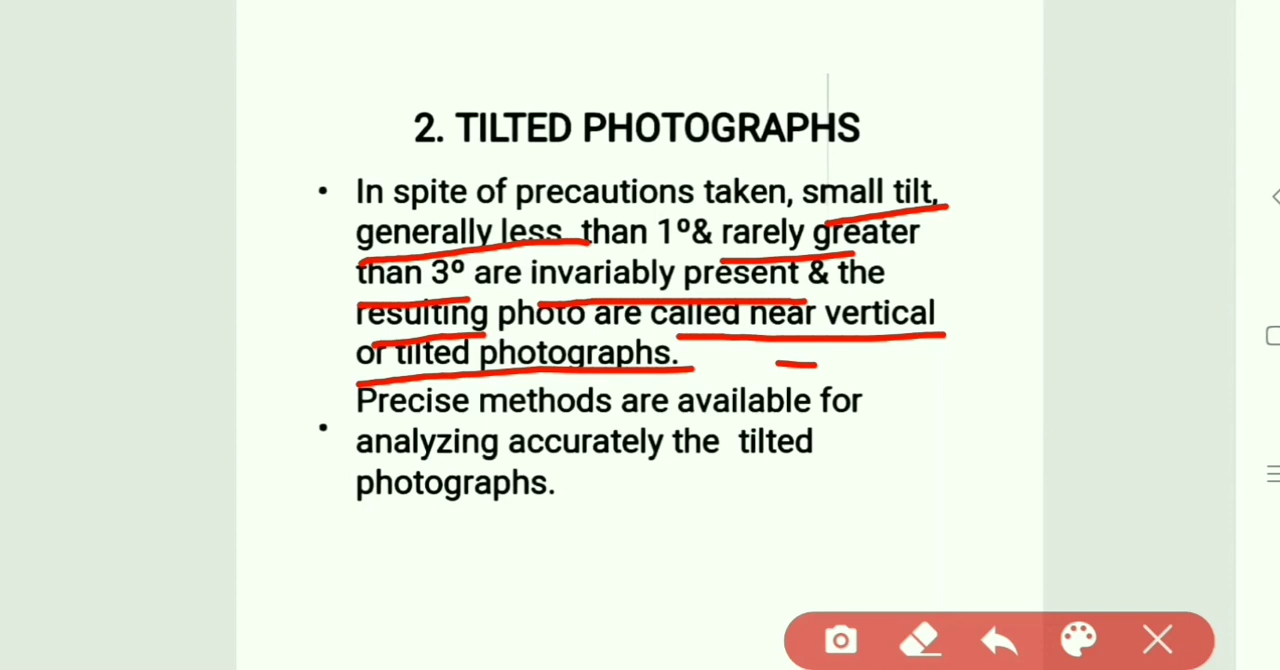 2. TILTED PHOTOGRAPHS
• In spite of precautions taken, small tilt,
generally less than 1º& rarely greater
than 3º are invariably present & the
resulting photo are called near vertical
or tilted photographs.
• Precise methods are available for
analyzing accurately the tilted
photographs.